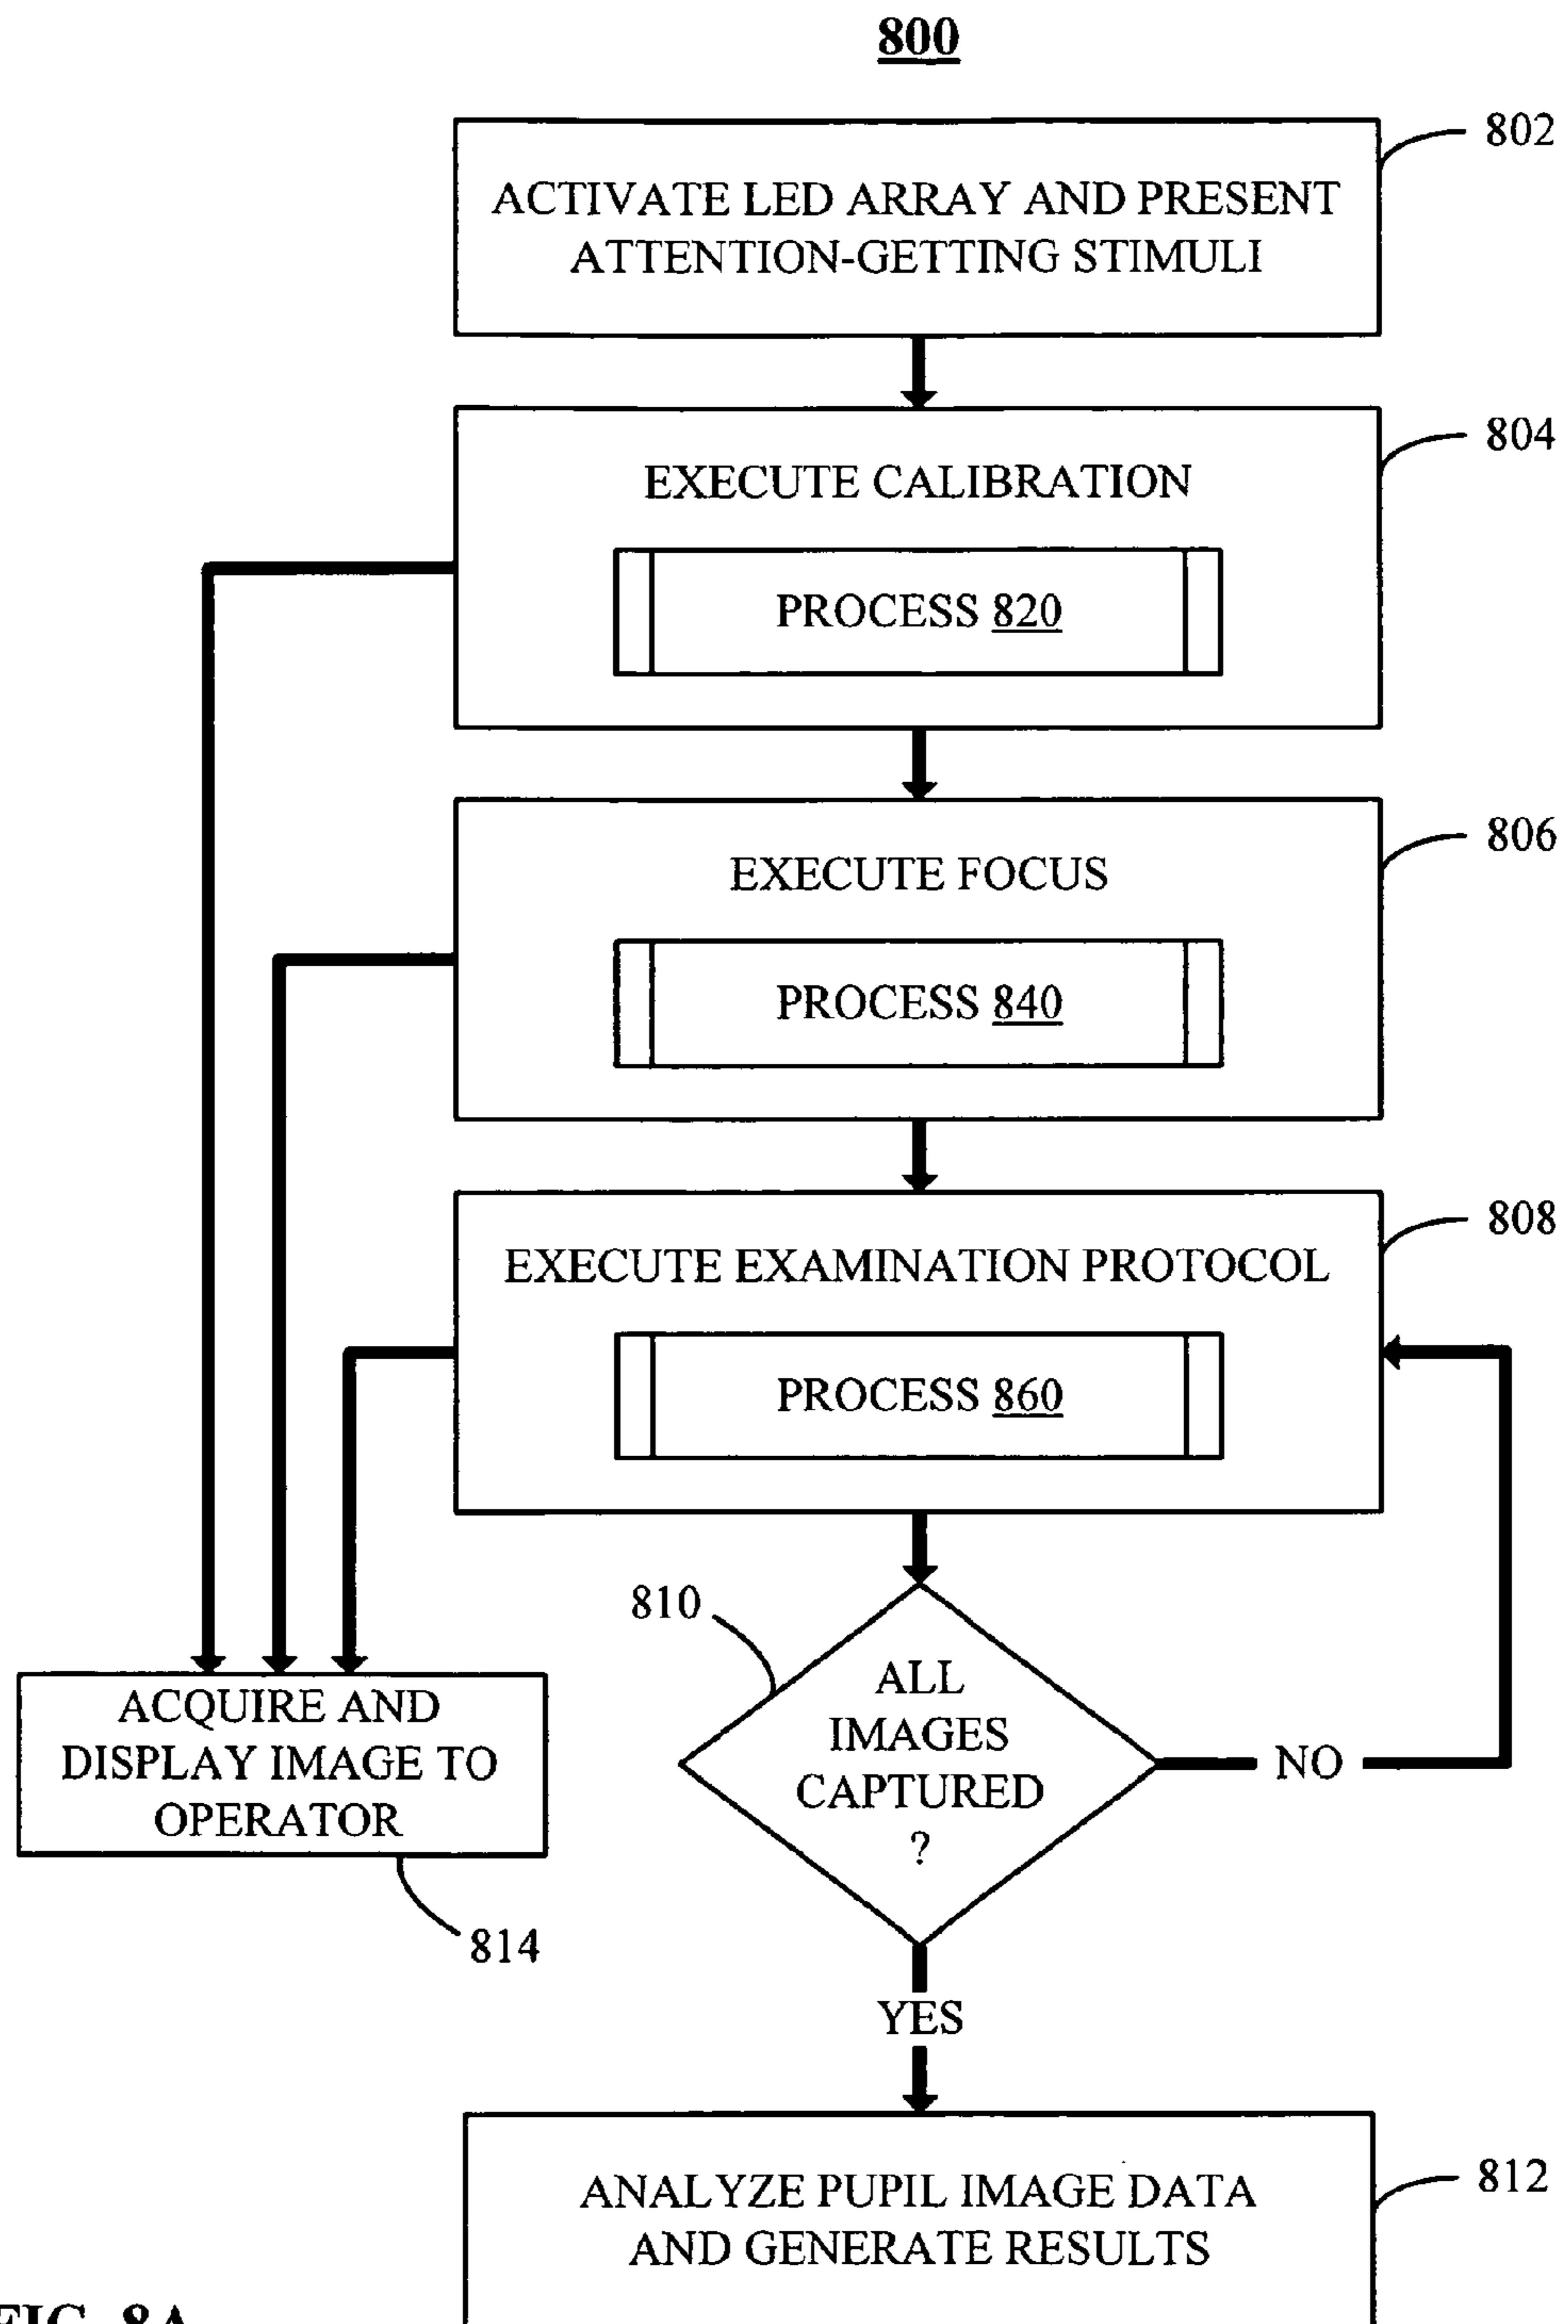 800
802
ACTIVATE LED ARRAY AND PRESENT
ATTENTION-GETTING STIMULI
804
EXECUTE CALIBRATION
PROCESS 820
806
EXECUTE FOCUS
PROCESS 840
808
EXECUTE EXAMINATION PROTOCOL
PROCESS 860
810
ALL
IMAGES
CAPTURED
?
NO
ACQUIRE AND
DISPLAY IMAGE TO
OPERATOR
814
YES
812
ANALYZE PUPIL IMAGE DATA
AND GENERATE RESULTS
FIG. 8A